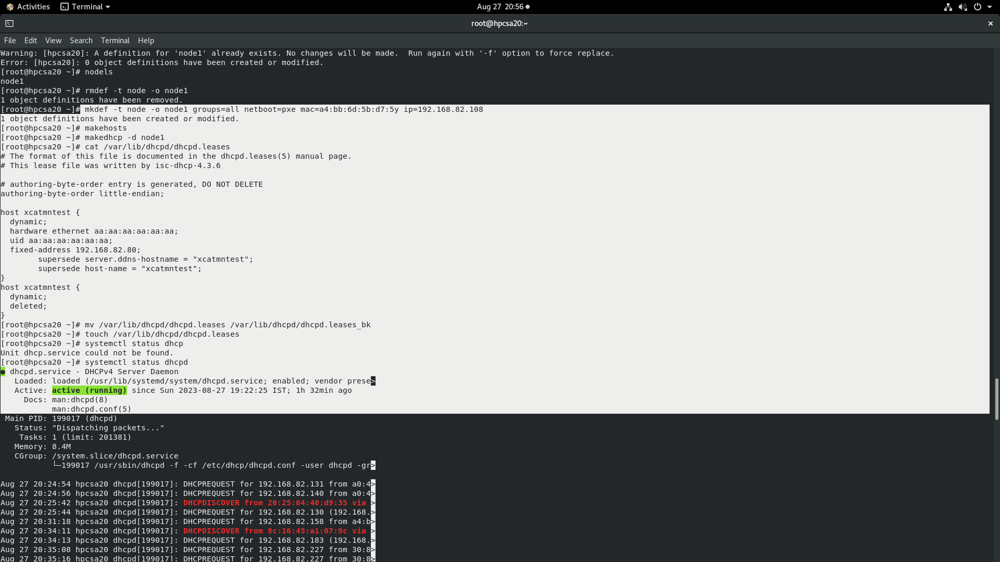 Activities Terminal Aug 27 20:56
root@hpcsa20:~
File Edit View Search Terminal Help
Warning: [hpcsa20]: A definition for 'node1' already exists. No changes will be made.  Run again with '-f' option to force replace.
Error: [hpcsa20]: 0 object definitions have been created or modified.
[root@hpcsa20 ~]# nodels
node1
[root@hpcsa20 ~]# rmdef -t node -o node1
1 object definitions have been removed.
[root@hpcsa20 ~]# mkdef -t node -o node1 groups=all netboot=pxe mac=a4:bb:6d:5b:d7:5y ip=192.168.82.108
1 object definitions have been created or modified.
[root@hpcsa20 ~]# makehosts
[root@hpcsa20 ~]# makedhcp -d node1
[root@hpcsa20 ~]# cat /var/lib/dhcpd/dhcpd.leases
# The format of this file is documented in the dhcpd.leases(5) manual page.
# This lease file was written by isc-dhcp-4.3.6

# authoring-byte-order entry is generated, DO NOT DELETE
authoring-byte-order little-endian;

host xcatmntest {
  dynamic;
  hardware ethernet aa:aa:aa:aa:aa:aa;
  uid aa:aa:aa:aa:aa:aa;
  fixed-address 192.168.82.80;
        supersede server.ddns-hostname = "xcatmntest";
        supersede host-name = "xcatmntest";
}
host xcatmntest {
  dynamic;
  deleted;
}
[root@hpcsa20 ~]# mv /var/lib/dhcpd/dhcpd.leases /var/lib/dhcpd/dhcpd.leases_bk
[root@hpcsa20 ~]# touch /var/lib/dhcpd/dhcpd.leases
[root@hpcsa20 ~]# systemctl status dhcp
Unit dhcp.service could not be found.
[root@hpcsa20 ~]# systemctl status dhcpd
● dhcpd.service - DHCPv4 Server Daemon
   Loaded: loaded (/usr/lib/systemd/system/dhcpd.service; enabled; vendor prese>
   Active: active (running) since Sun 2023-08-27 19:22:25 IST; 1h 32min ago
     Docs: man:dhcpd(8)
           man:dhcpd.conf(5)
 Main PID: 199017 (dhcpd)
   Status: "Dispatching packets..."
    Tasks: 1 (limit: 201381)
   Memory: 8.4M
   CGroup: /system.slice/dhcpd.service
           └─199017 /usr/sbin/dhcpd -f -cf /etc/dhcp/dhcpd.conf -user dhcpd -gr>

Aug 27 20:24:54 hpcsa20 dhcpd[199017]: DHCPREQUEST for 192.168.82.131 from a0:4>
Aug 27 20:24:56 hpcsa20 dhcpd[199017]: DHCPREQUEST for 192.168.82.140 from a0:4>
Aug 27 20:25:42 hpcsa20 dhcpd[199017]: DHCPDISCOVER from 20:25:64:40:d9:35 via >
Aug 27 20:25:44 hpcsa20 dhcpd[199017]: DHCPREQUEST for 192.168.82.130 (192.168.>
Aug 27 20:31:18 hpcsa20 dhcpd[199017]: DHCPREQUEST for 192.168.82.158 from a4:b>
Aug 27 20:34:11 hpcsa20 dhcpd[199017]: DHCPDISCOVER from 8c:16:45:a1:07:9c via >
Aug 27 20:34:13 hpcsa20 dhcpd[199017]: DHCPREQUEST for 192.168.82.183 (192.168.>
Aug 27 20:35:08 hpcsa20 dhcpd[199017]: DHCPREQUEST for 192.168.82.227 from 30:8>
Aug 27 20:35:16 hpcsa20 dhcpd[199017]: DHCPREQUEST for 192.168.82.227 from 30:8>